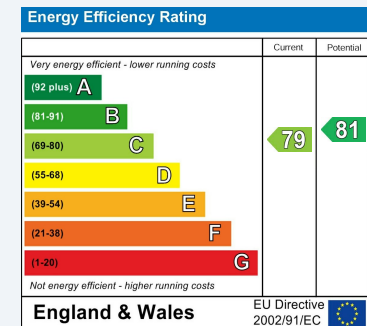 Energy Efficiency Rating
Current Potential
Very energy efficient - lower running costs
(92 plus) A
(81-91) B
(69-80) C
(55-68) D
(39-54) E
(21-38) F
(1-20) G
79
81
Not energy efficient - higher running costs
England & Wales
EU Directive
2002/91/EC